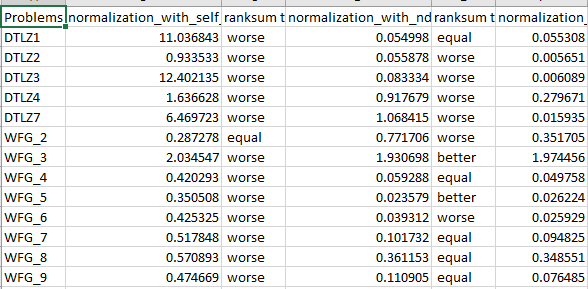 Problems normalization_with_self_ ranksum t normalization_with_nd ranksum t normalization_
DTLZ1 11.036843 worse 0.054998 equal 0.055308
DTLZ2 0.933533 worse 0.055878 worse 0.005651
DTLZ3 12.402135 worse 0.083334 worse 0.006089
DTLZ4 1.636628 worse 0.917679 worse 0.279671
DTLZ7 6.469723 worse 1.068415 worse 0.015935
WFG_2 0.287278 equal 0.771706 worse 0.351705
WFG_3 2.034547 worse 1.930698 better 1.974456
WFG_4 0.420293 worse 0.059288 equal 0.049758
WFG_5 0.350508 worse 0.023579 better 0.026224
WFG_6 0.425325 worse 0.039312 worse 0.025929
WFG_7 0.517848 worse 0.101732 equal 0.094825
WFG_8 0.570893 worse 0.361153 equal 0.348551
WFG_9 0.474669 worse 0.110905 equal 0.076485